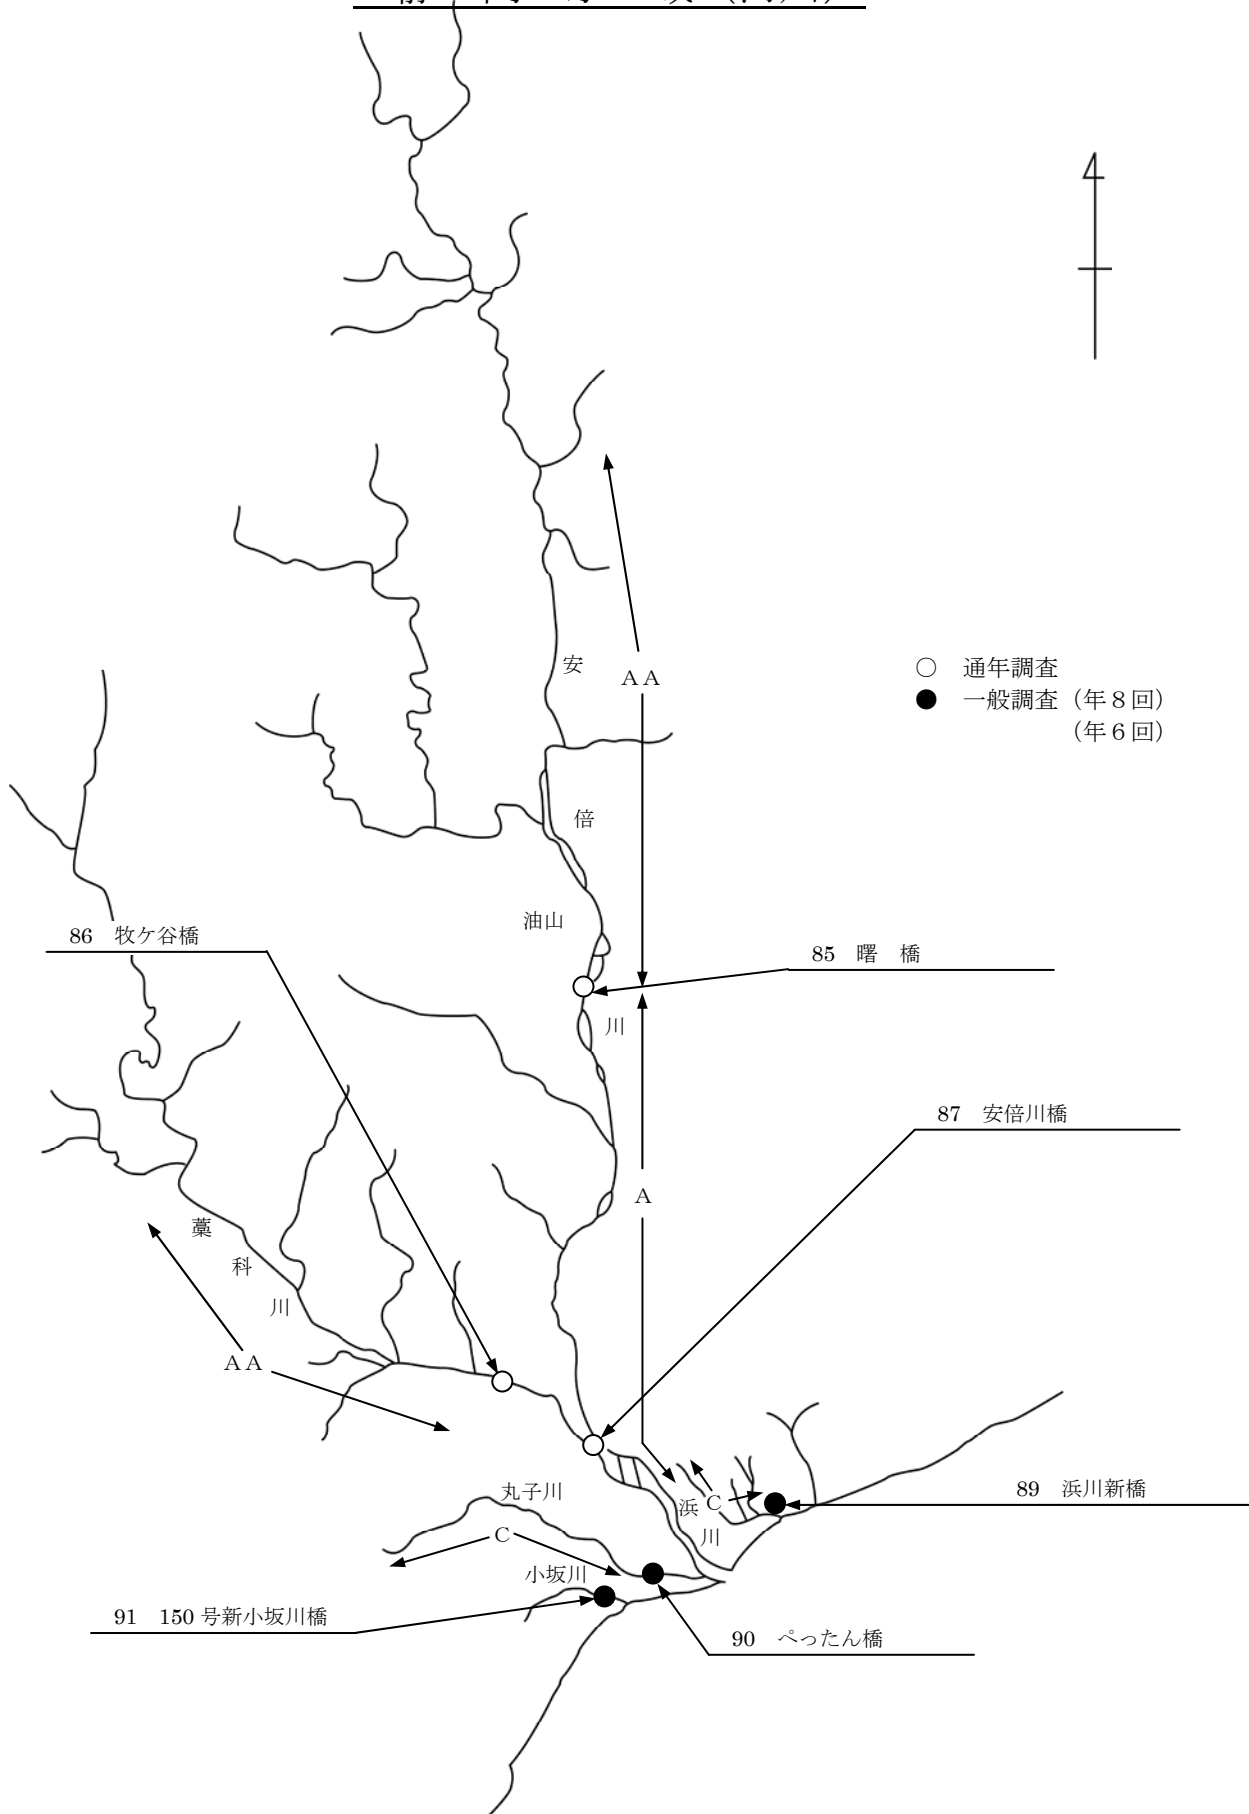 ○ 通年調査
● 一般調査（年８回）
（年６回）
安
ＡＡ
倍
油山
86 牧ケ谷橋
85 曙 橋
川
87 安倍川橋
Ａ
藁
科
川
ＡＡ
丸子川
浜
Ｃ
川
89 浜川新橋
Ｃ
小坂川
91 150 号新小坂川橋
90 ぺったん橋